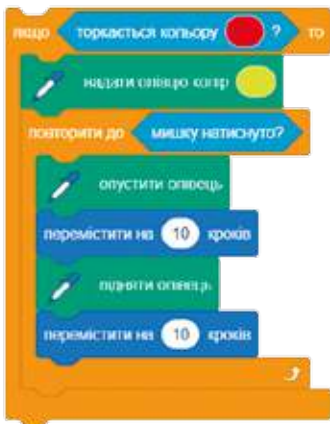 якщо торкається кольору ? то
надати олівцю колір
повторити до мишку натиснуто?
опустити олівець
перемістити на 10 кроків
підняти олівець
перемістити на 10 кроків